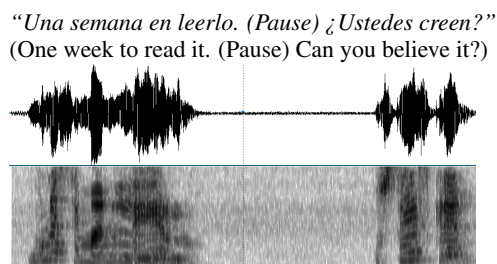 “Una semana en leerlo. (Pause) ¿Ustedes creen?”
(One week to read it. (Pause) Can you believe it?)